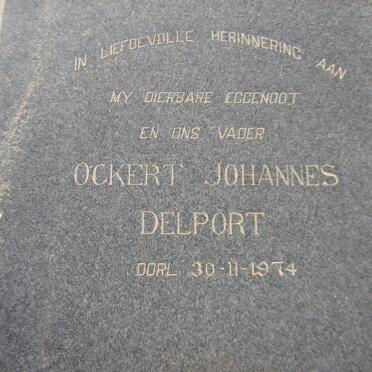 IN LIEFDEVOLLE HERINNERING AAN
MY DIERBARE EGGENOOT
EN ONS VADER
OCKERT JOHANNES
DELPORT
OORL. 30-11-1974